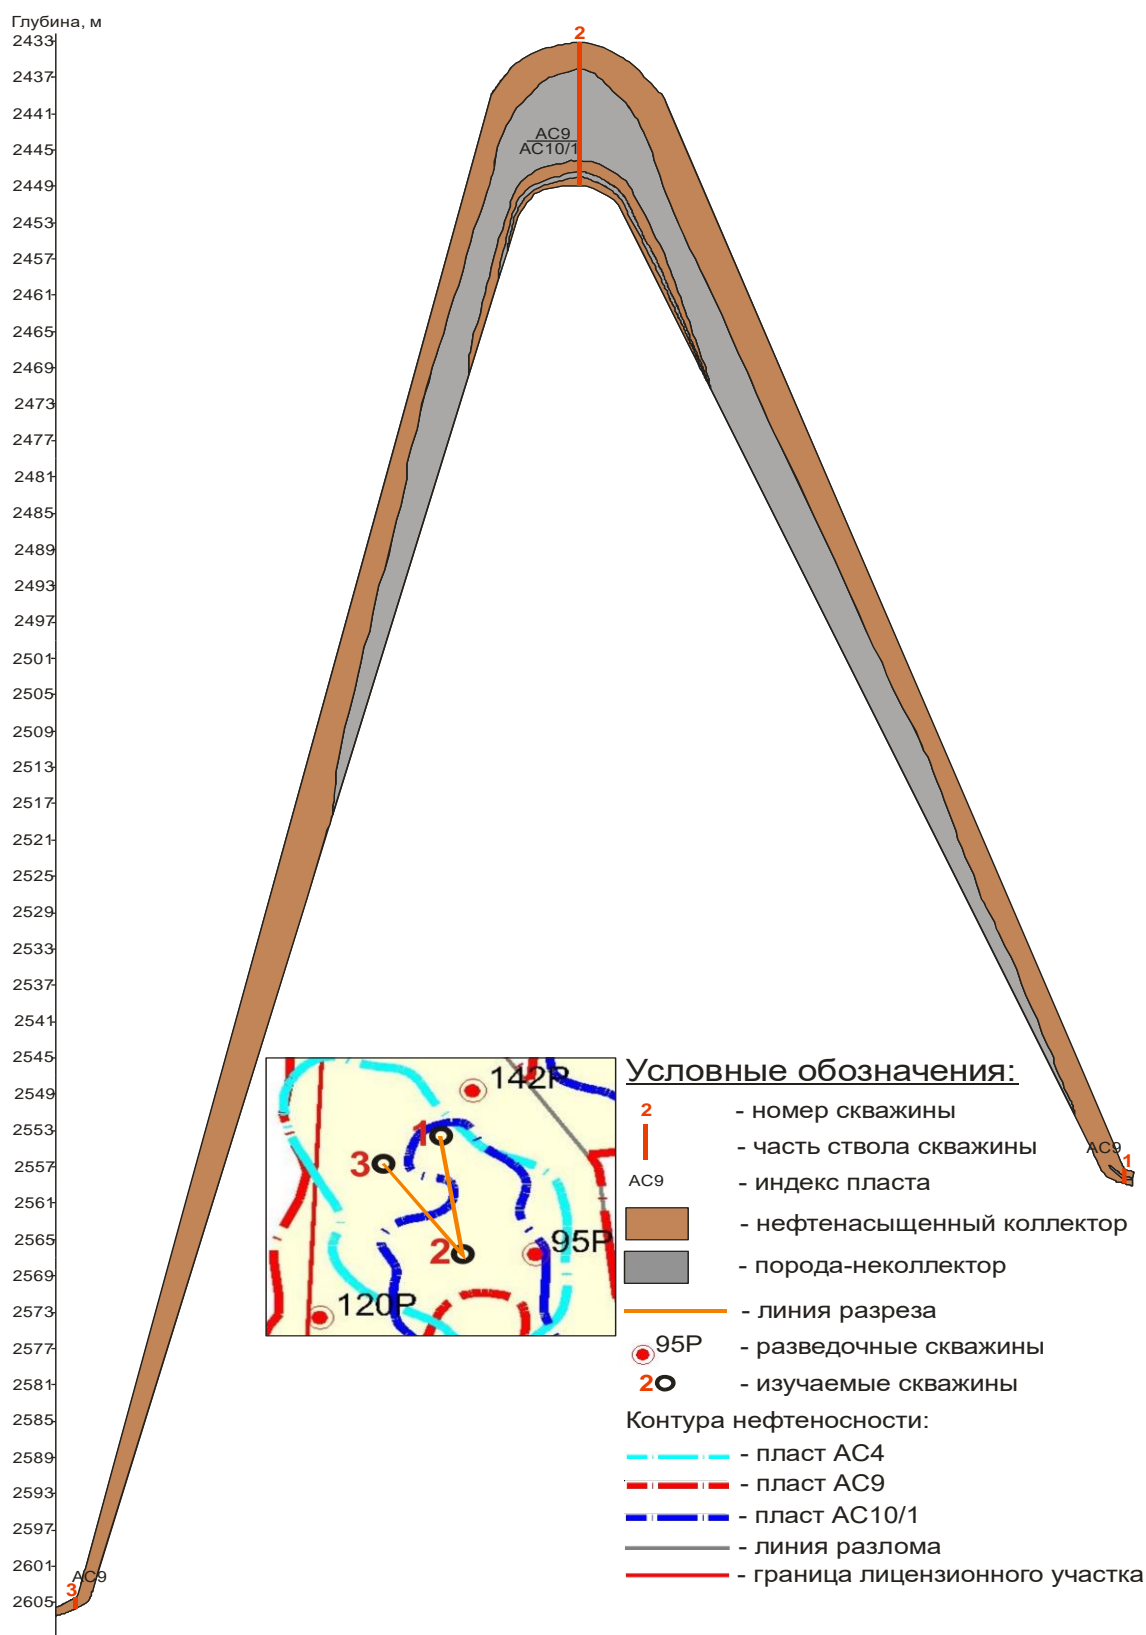 Глубина, м
2433
2437
2441
2445
2449
2453
2457
2461
2465
2469
2473
2477
2481
2485
2489
2493
2497
2501
2505
2509
2513
2517
2521
2525
2529
2533
2537
2541
2545
2549
2553
2557
2561
2565
2569
2573
2577
2581
2585
2589
2593
2597
2601
2605
2
АС9
АС10/1
АС9
1
АС9
3
142Р
1
3
2
95Р
120Р
Условные обозначения:
2 - номер скважины
- часть ствола скважины
АС9 - индекс пласта
- нефтенасыщенный коллектор
- порода-неколлектор
- линия разреза
95Р - разведочные скважины
2 - изучаемые скважины
Контура нефтеносности:
- пласт АС4
- пласт АС9
- пласт АС10/1
- линия разлома
- граница лицензионного участка